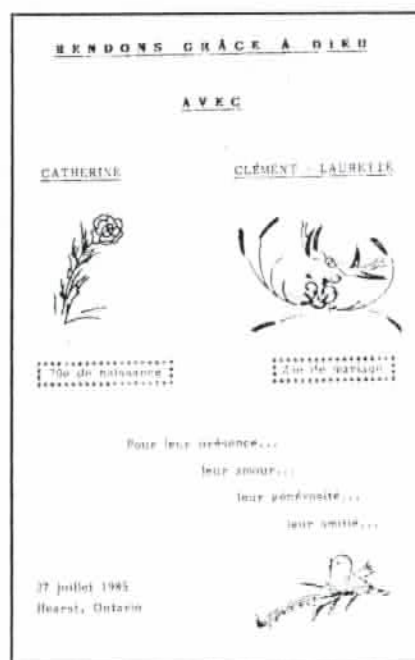 RENDONS GRÂCE À DIEU
AVEC
CATHERINE
CLÉMENT - LAURETTE
70e de naissance
de mariage
Pour leur présence...
leur amour...
leur générosité...
leur amitié...
27 juillet 1985
Hearst, Ontario